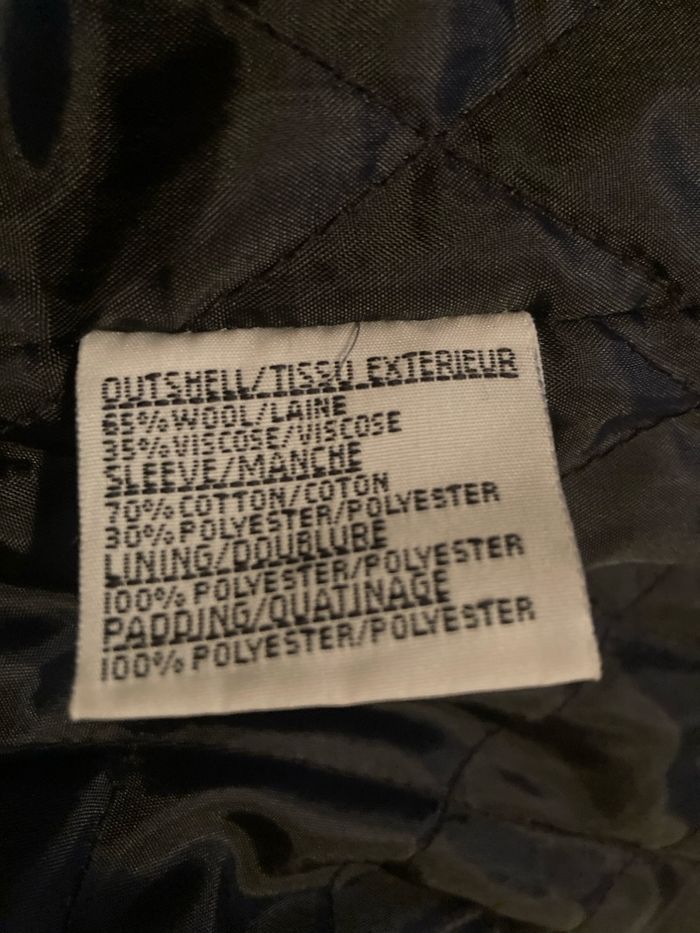 OUTSHELL/TISSU EXTERIEUR
65% WOOL/LAINE
35% VISCOSE/VISCOSE
SLEEVE/MANCHE
70% COTTON/COTON
30% POLYESTER/POLYESTER
LINING/DOUBLURE
100% POLYESTER/POLYESTER
PADDING/QUATINAGE
100% POLYESTER/POLYESTER